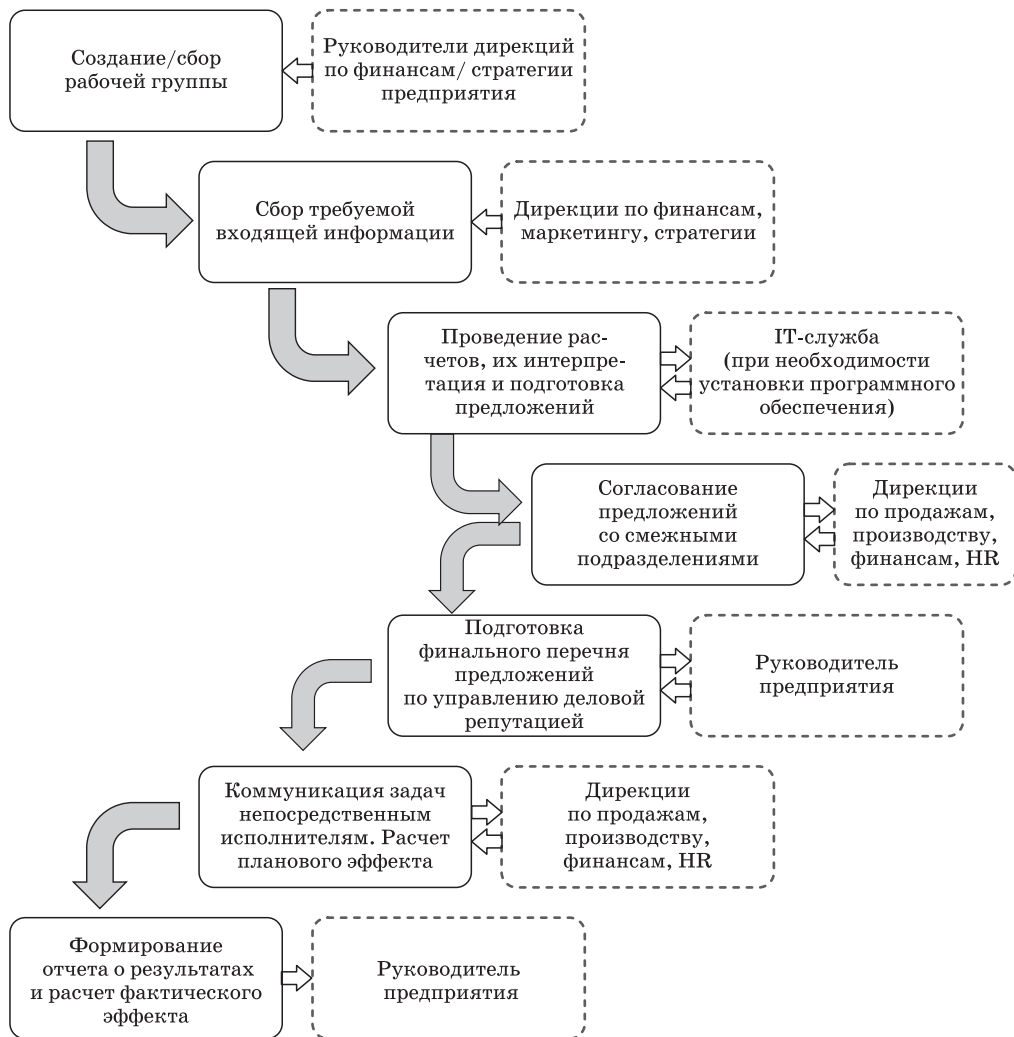 Создание/сбор
рабочей группы
Руководители дирекций
по финансам/ стратегии
предприятия
Сбор требуемой
входящей информации
Дирекции по финансам,
маркетингу, стратегии
Проведение рас-
четов, их интерпре-
тация и подготовка
предложений
IT-служба
(при необходимости
установки программного
обеспечения)
Согласование
предложений
со смежными
подразделениями
Дирекции
по продажам,
производству,
финансам, HR
Подготовка
финального перечня
предложений
по управлению деловой
репутацией
Руководитель
предприятия
Коммуникация задач
непосредственным
исполнителям. Расчет
планового эффекта
Дирекции
по продажам,
производству,
финансам, HR
Формирование
отчета о результатах
и расчет фактического
эффекта
Руководитель
предприятия